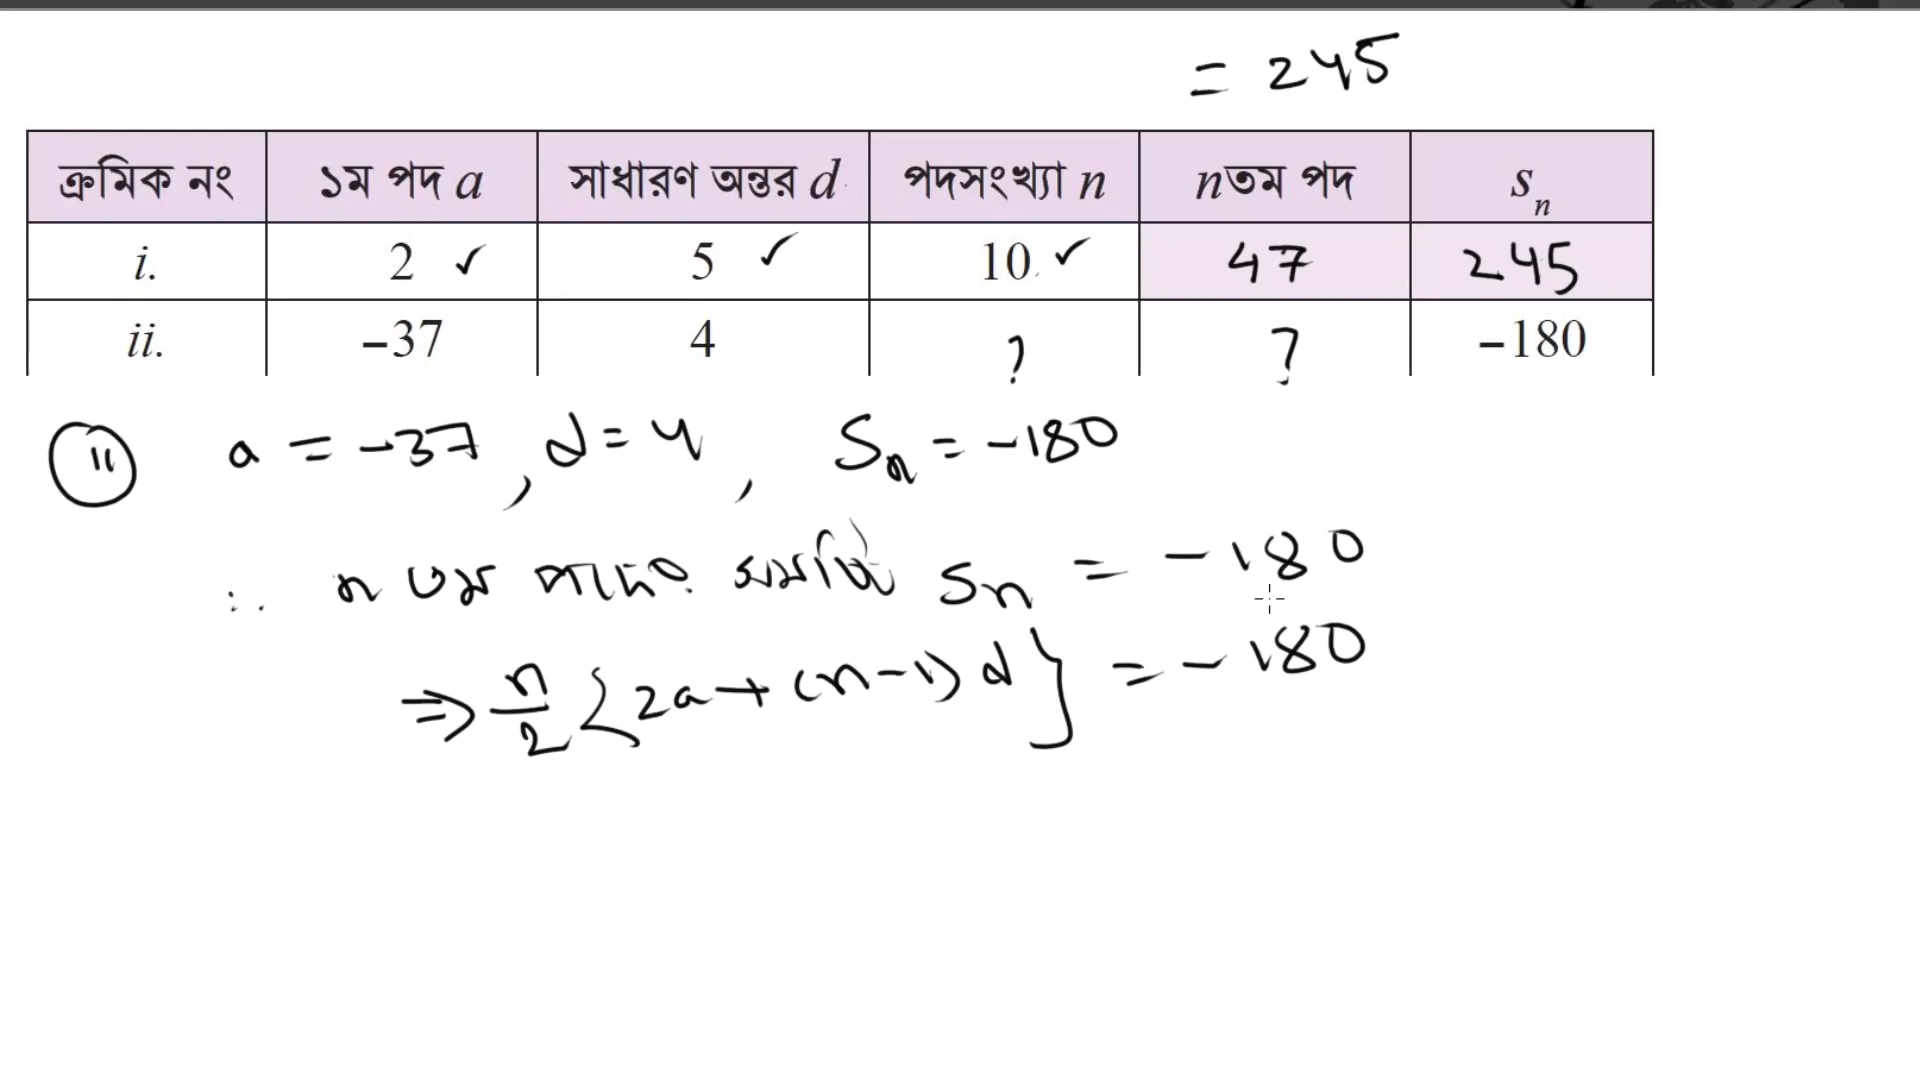 = 245
ক্রমিক নং ১ম পদ a সাধারণ অন্তর d পদসংখ্যা n nতম পদ s_n
i. 2 ✓ 5 ✓ 10 ✓ 47 245
ii. -37 4 ? ? -180
(ii) a = -37, d = 4, S_n = -180
∴ n তম পদের সমষ্টি S_n = -180
⇒ n/2 {2a + (n-1) d} = -180